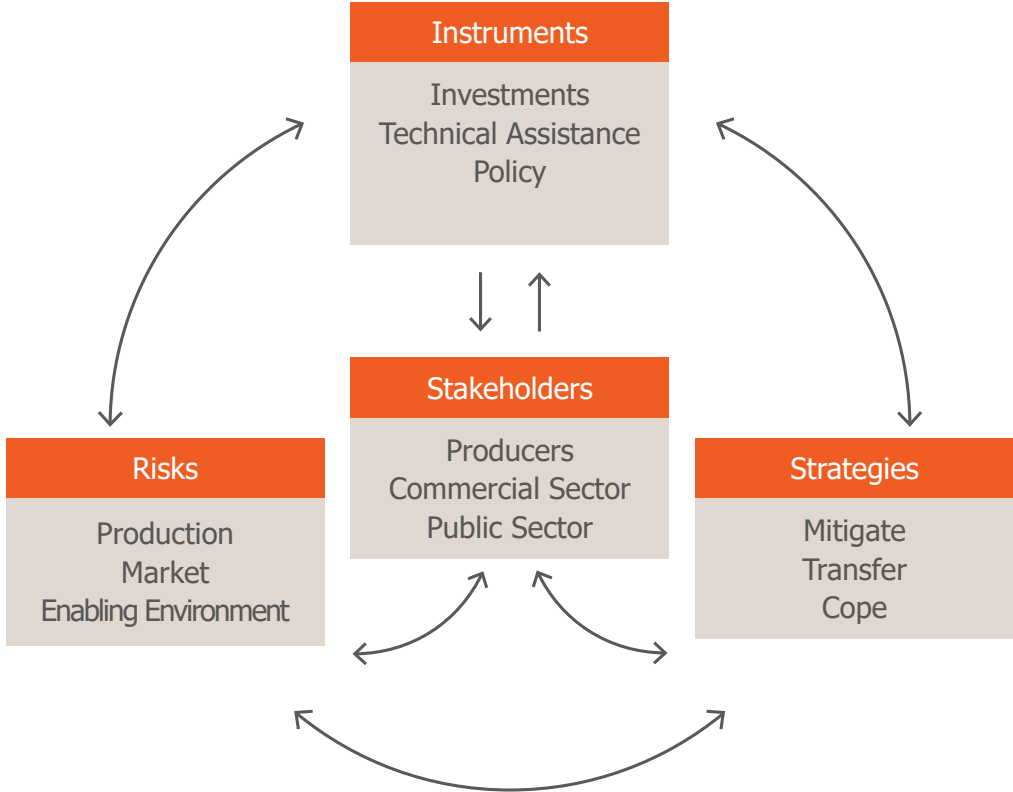 Instruments
Investments
Technical Assistance
Policy
Stakeholders
Producers
Commercial Sector
Public Sector
Risks
Production
Market
Enabling Environment
Strategies
Mitigate
Transfer
Cope